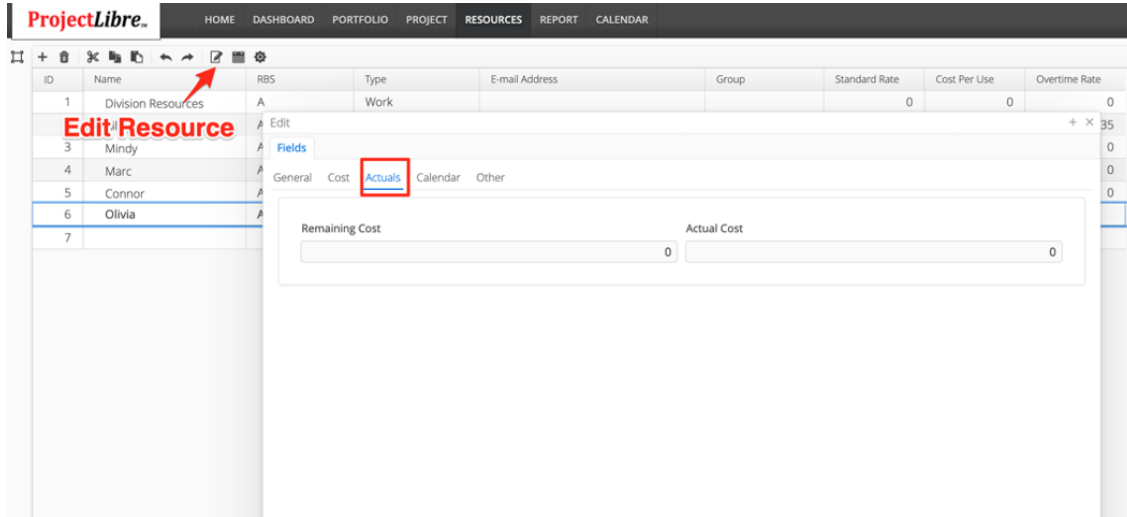 ProjectLibre™ HOME DASHBOARD PORTFOLIO PROJECT RESOURCES REPORT CALENDAR
ID Name RBS Type E-mail Address Group Standard Rate Cost Per Use Overtime Rate
1 Division Resources A Work 0 0 0
Edit Resource
A Edit + × 35
3 Mindy A Fields 0
4 Marc A 0
General Cost Actuals Calendar Other
5 Connor A 0
6 Olivia A
Remaining Cost Actual Cost
7
0 0